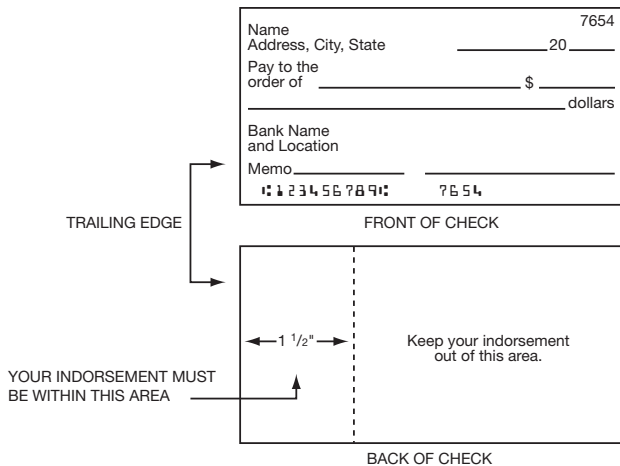 7654
Name
Address, City, State 20
Pay to the
order of $
dollars
Bank Name
and Location
Memo
⑆123456789⑆ 7654
TRAILING EDGE
FRONT OF CHECK
1 1/2"
Keep your indorsement
out of this area.
YOUR INDORSEMENT MUST
BE WITHIN THIS AREA
BACK OF CHECK